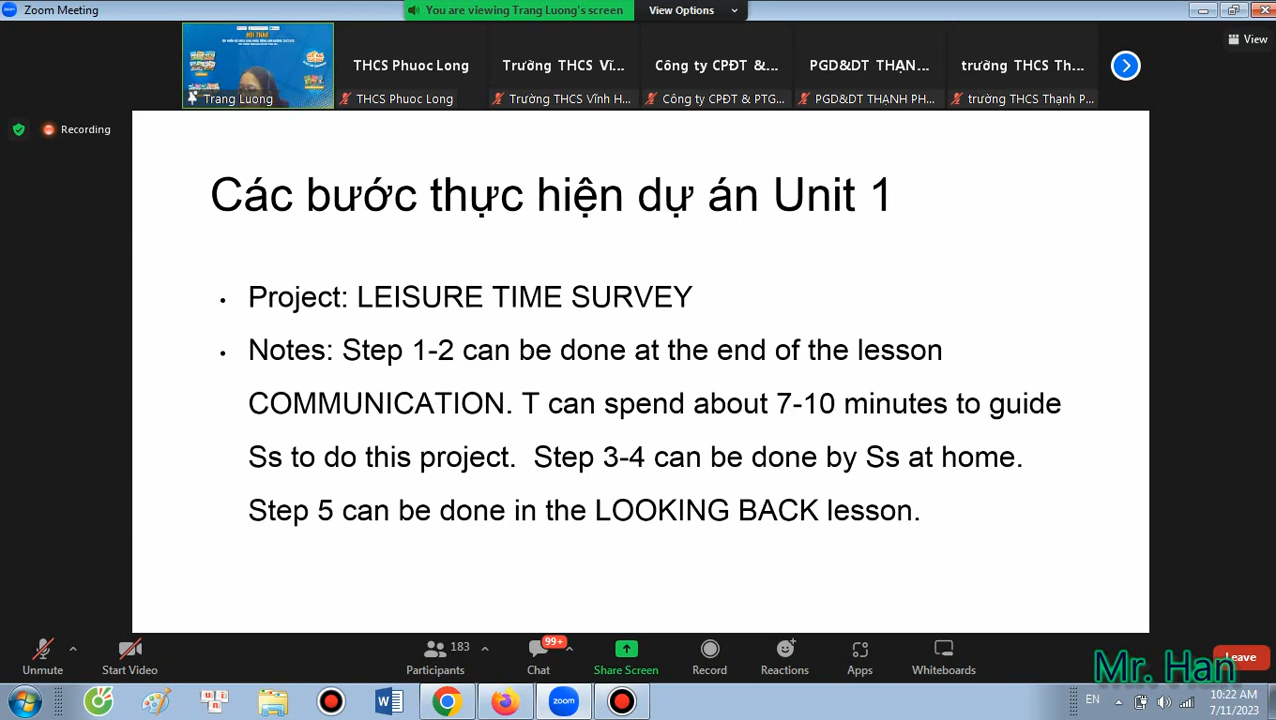 Zoom Meeting
You are viewing Trang Luong's screen
View Options
View
HỘI THẢO
THCS Phuoc Long
Trường THCS Vĩ...
Công ty CPĐT &...
PGD&DT THẠN...
trường THCS Th...
Trang Luong
THCS Phuoc Long
Trường THCS Vĩnh H...
Công ty CPĐT & PTG...
PGD&DT THẠNH PH...
trường THCS Thạnh P...
Recording
Các bước thực hiện dự án Unit 1
• Project: LEISURE TIME SURVEY
• Notes: Step 1-2 can be done at the end of the lesson
COMMUNICATION. T can spend about 7-10 minutes to guide
Ss to do this project. Step 3-4 can be done by Ss at home.
Step 5 can be done in the LOOKING BACK lesson.
183
99+
Unmute
Start Video
Participants
Chat
Share Screen
Record
Reactions
Apps
Whiteboards
Leave
Mr. Han
EN
10:22 AM
7/11/2023